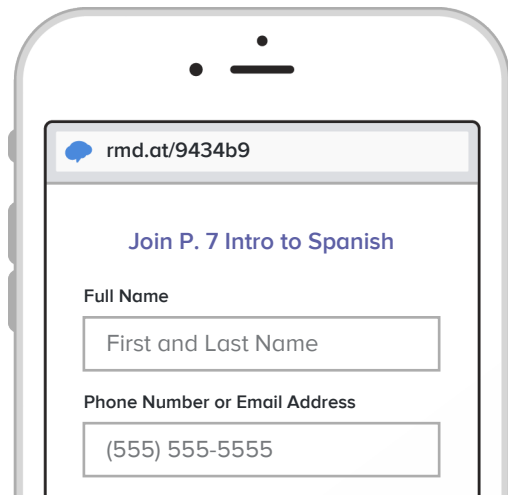 rmd.at/9434b9
Join P. 7 Intro to Spanish
Full Name
First and Last Name
Phone Number or Email Address
(555) 555-5555